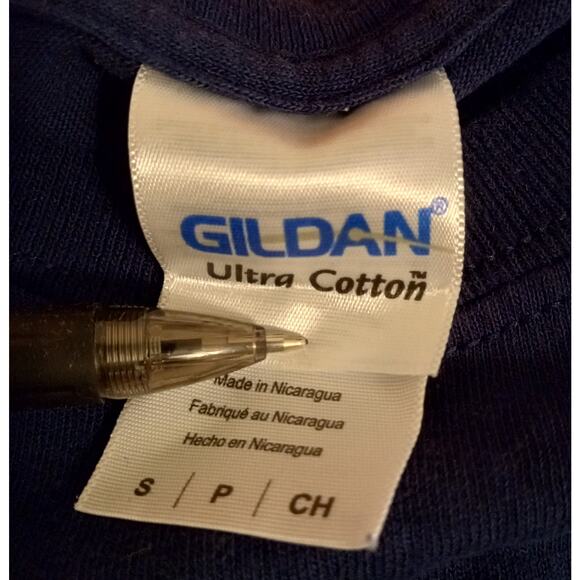 GILDAN®
Ultra Cotton™
Made in Nicaragua
Fabriqué au Nicaragua
Hecho en Nicaragua
S / P / CH